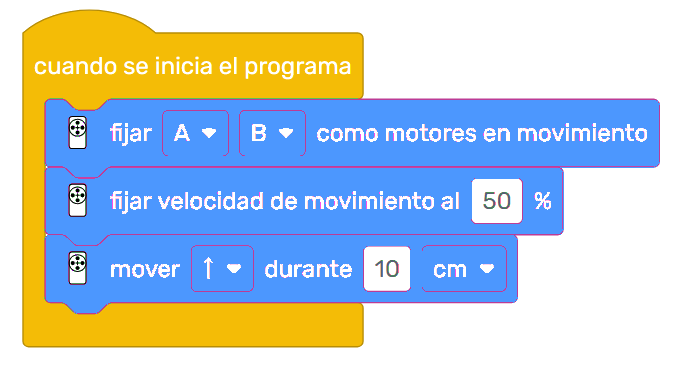 cuando se inicia el programa
fijar A B como motores en movimiento
fijar velocidad de movimiento al 50 %
mover ↑ durante 10 cm